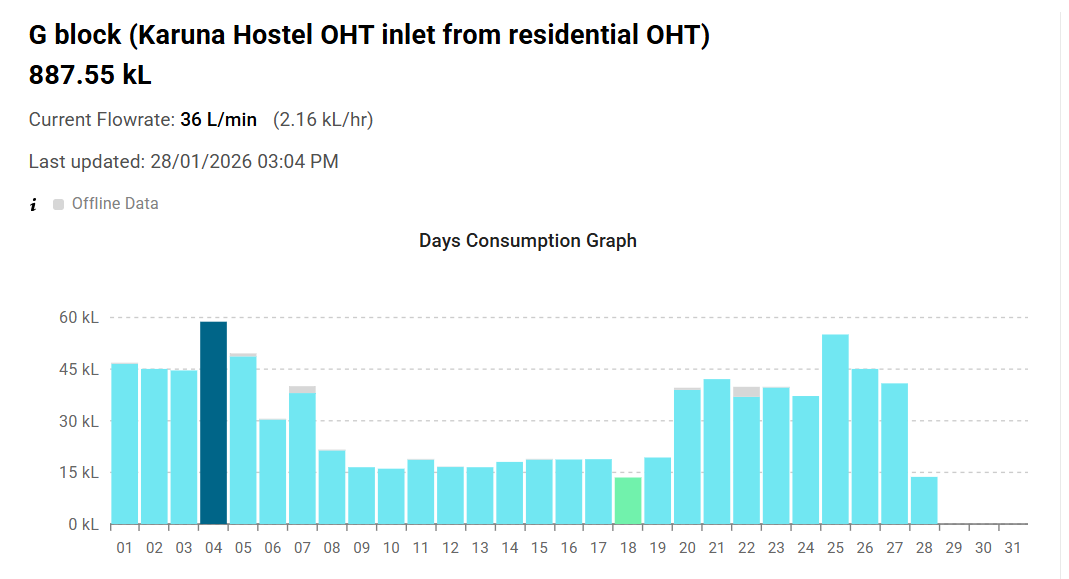 G block (Karuna Hostel OHT inlet from residential OHT)
887.55 kL
Current Flowrate: 36 L/min (2.16 kL/hr)
Last updated: 28/01/2026 03:04 PM
i Offline Data
Days Consumption Graph
60 kL
45 kL
30 kL
15 kL
0 kL
01 02 03 04 05 06 07 08 09 10 11 12 13 14 15 16 17 18 19 20 21 22 23 24 25 26 27 28 29 30 31